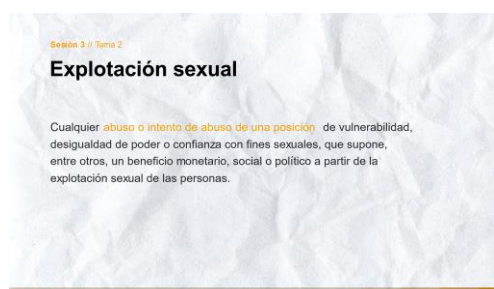 Sesión 3 // Tema 2
Explotación sexual
Cualquier abuso o intento de abuso de una posición de vulnerabilidad,
desigualdad de poder o confianza con fines sexuales, que supone,
entre otros, un beneficio monetario, social o político a partir de la
explotación sexual de las personas.